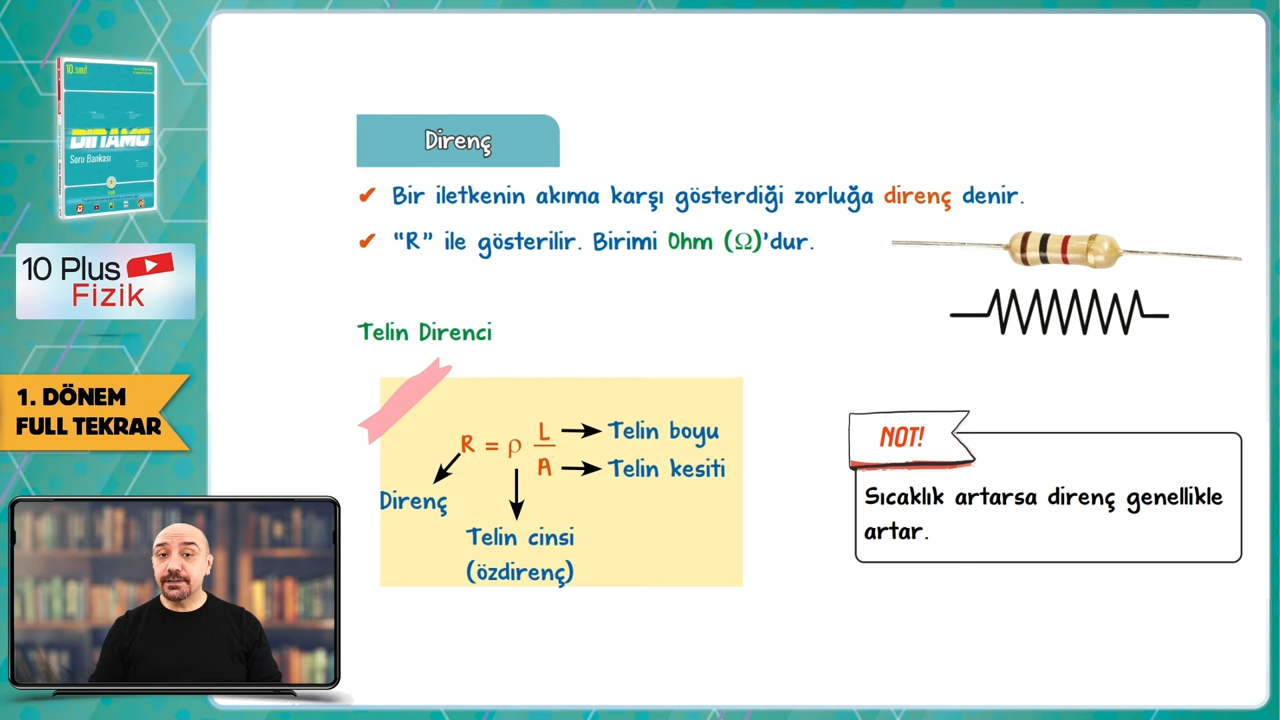 10. Sınıf
DİNAMO
Soru Bankası
10 Plus
Fizik
1. DÖNEM
FULL TEKRAR
Direnç
✔ Bir iletkenin akıma karşı gösterdiği zorluğa direnç denir.
✔ “R” ile gösterilir. Birimi Ohm (Ω)’dur.
Telin Direnci
R = ρ L/A
Telin boyu
Telin kesiti
Direnç
Telin cinsi
(özdirenç)
NOT!
Sıcaklık artarsa direnç genellikle
artar.